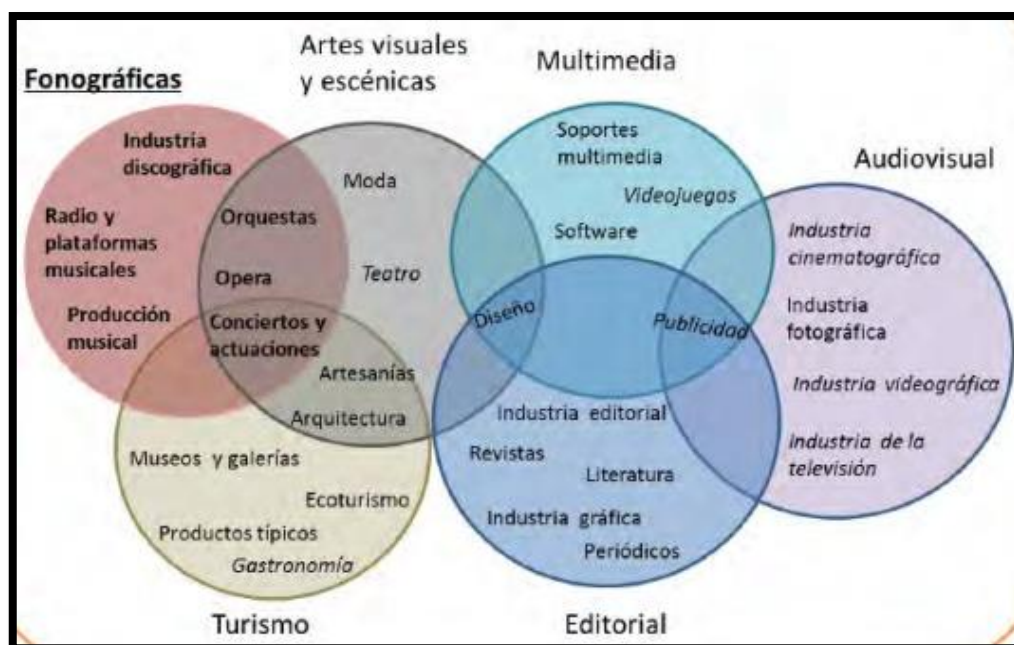 Fonográficas
Industria
discográfica
Radio y
plataformas
musicales
Producción
musical
Orquestas
Opera
Conciertos y
actuaciones
Artes visuales
y escénicas
Moda
Teatro
Artesanías
Arquitectura
Multimedia
Soportes
multimedia
Videojuegos
Software
Diseño
Publicidad
Audiovisual
Industria
cinematográfica
Industria
fotográfica
Industria videográfica
Industria de la
televisión
Museos y galerías
Ecoturismo
Productos típicos
Gastronomía
Turismo
Industria editorial
Revistas
Literatura
Industria gráfica
Periódicos
Editorial